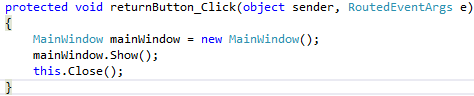 protected void returnButton_Click(object sender, RoutedEventArgs e)
{
    MainWindow mainWindow = new MainWindow();
    mainWindow.Show();
    this.Close();
}